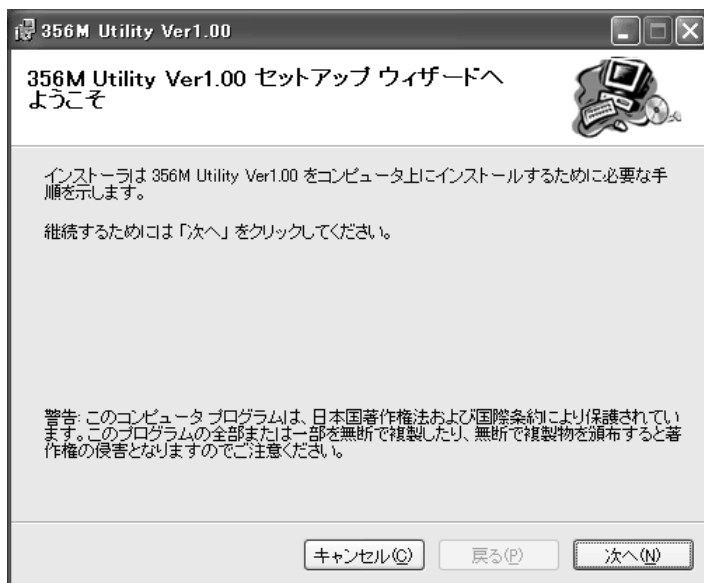 356M Utility Ver1.00
356M Utility Ver1.00 セットアップ ウィザードへ
ようこそ
インストーラは 356M Utility Ver1.00 をコンピュータ上にインストールするために必要な手
順を示します。
継続するためには「次へ」をクリックしてください。
警告: このコンピュータ プログラムは、日本国著作権法および国際条約により保護されてい
ます。このプログラムの全部または一部を無断で複製したり、無断で複製物を頒布すると著
作権の侵害となりますのでご注意ください。
キャンセル(C) 戻る(P) 次へ(N)